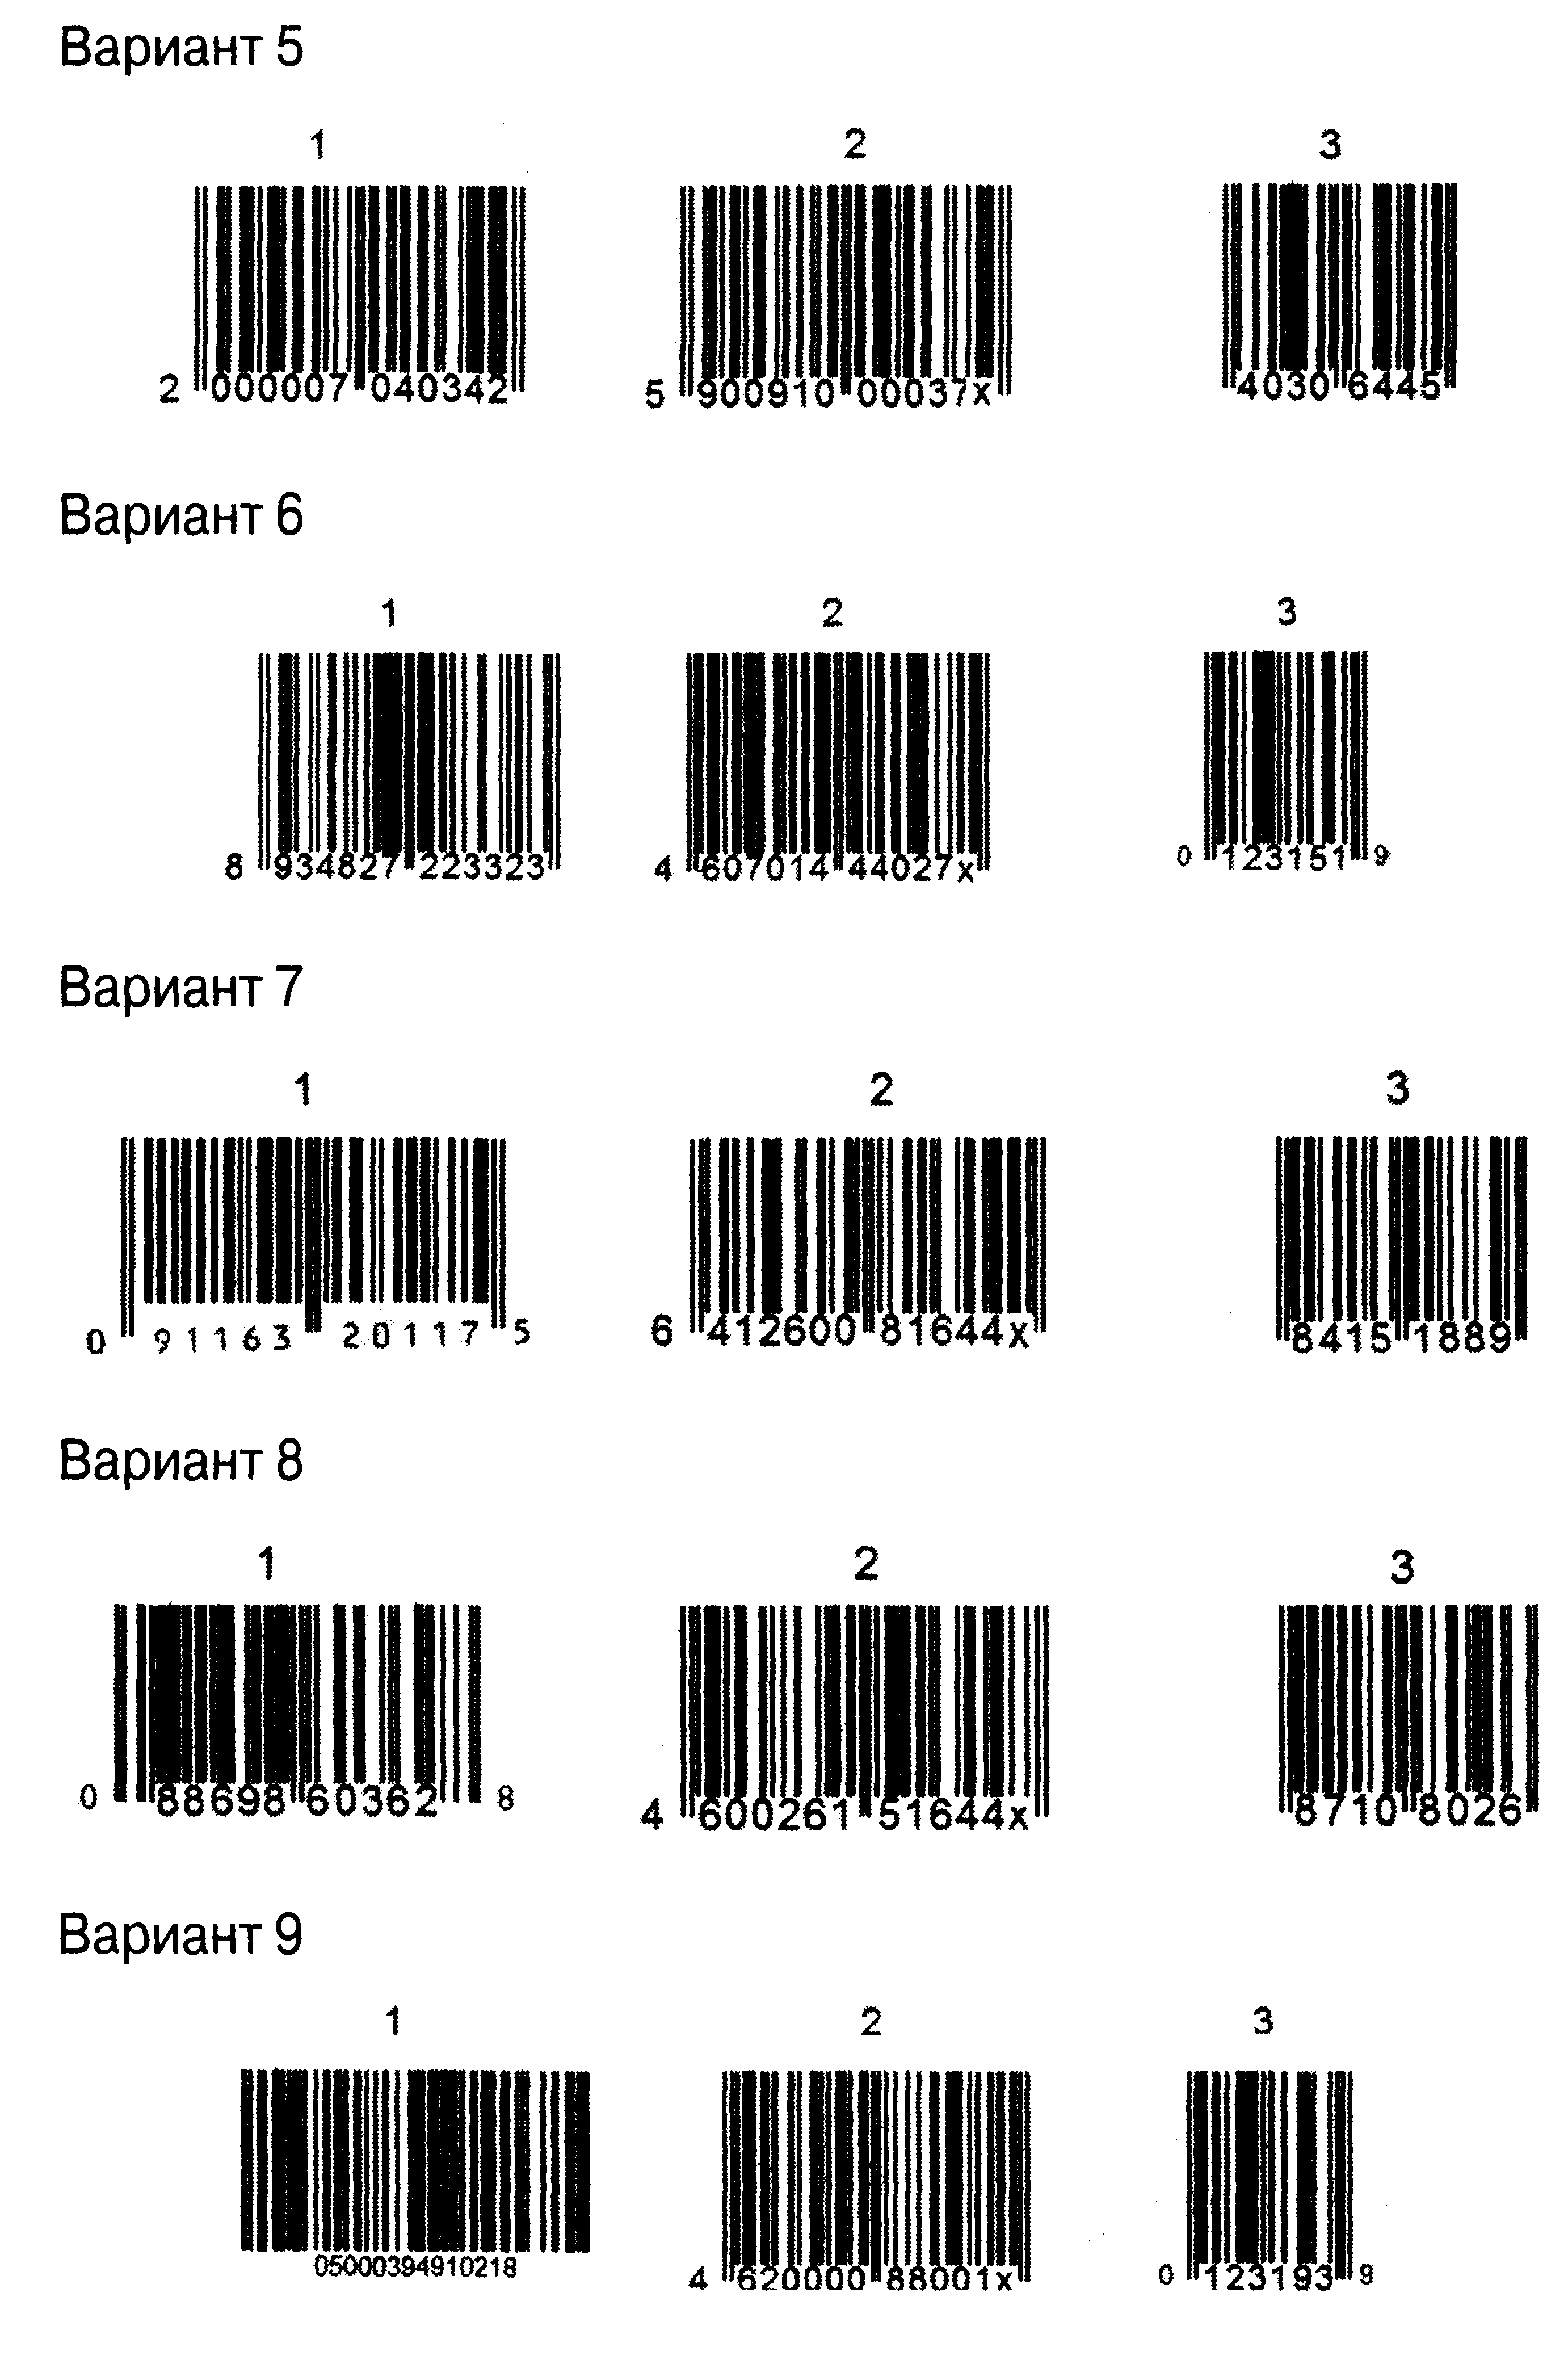 Вариант 5
1 2 3
2 000007 040342 5 900910 00037x 4030 6445
Вариант 6
1 2 3
8 934827 223323 4 607014 44027x 0 123151 9
Вариант 7
1 2 3
0 91163 20117 5 6 412600 81644x 8415 1889
Вариант 8
1 2 3
0 88698 60362 8 4 600261 51644x 8710 8026
Вариант 9
1 2 3
05000394910218 4 620000 88001x 0 123193 9